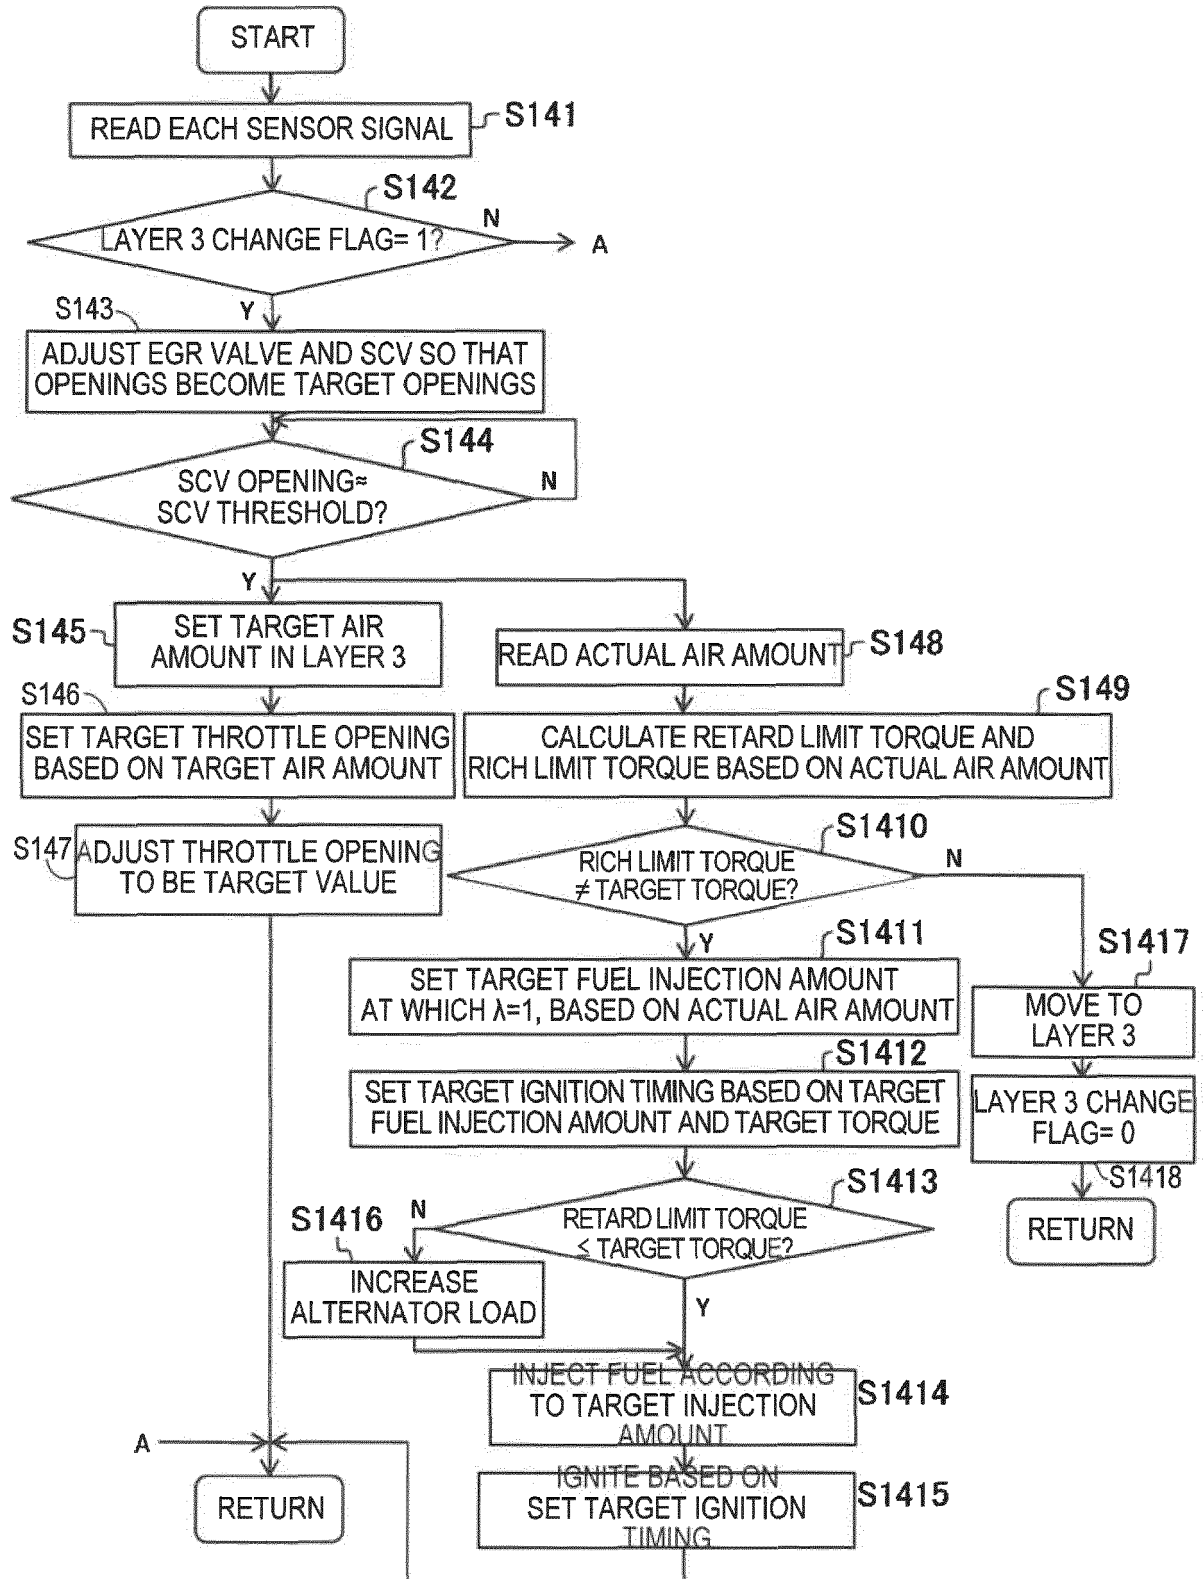 START
READ EACH SENSOR SIGNAL
S141
S142
LAYER 3 CHANGE FLAG= 1?
N
A
Y
S143
ADJUST EGR VALVE AND SCV SO THAT
OPENINGS BECOME TARGET OPENINGS
S144
SCV OPENING≈
SCV THRESHOLD?
N
Y
S145
SET TARGET AIR
AMOUNT IN LAYER 3
S146
SET TARGET THROTTLE OPENING
BASED ON TARGET AIR AMOUNT
S147
ADJUST THROTTLE OPENING
TO BE TARGET VALUE
READ ACTUAL AIR AMOUNT
S148
S149
CALCULATE RETARD LIMIT TORQUE AND
RICH LIMIT TORQUE BASED ON ACTUAL AIR AMOUNT
S1410
RICH LIMIT TORQUE
≠ TARGET TORQUE?
N
Y
S1411
SET TARGET FUEL INJECTION AMOUNT
AT WHICH λ=1, BASED ON ACTUAL AIR AMOUNT
S1417
MOVE TO
LAYER 3
S1412
SET TARGET IGNITION TIMING BASED ON TARGET
FUEL INJECTION AMOUNT AND TARGET TORQUE
LAYER 3 CHANGE
FLAG= 0
S1418
RETURN
S1413
RETARD LIMIT TORQUE
≤ TARGET TORQUE?
N
S1416
INCREASE
ALTERNATOR LOAD
Y
INJECT FUEL ACCORDING
TO TARGET INJECTION
AMOUNT
S1414
A
RETURN
IGNITE BASED ON
SET TARGET IGNITION
TIMING
S1415